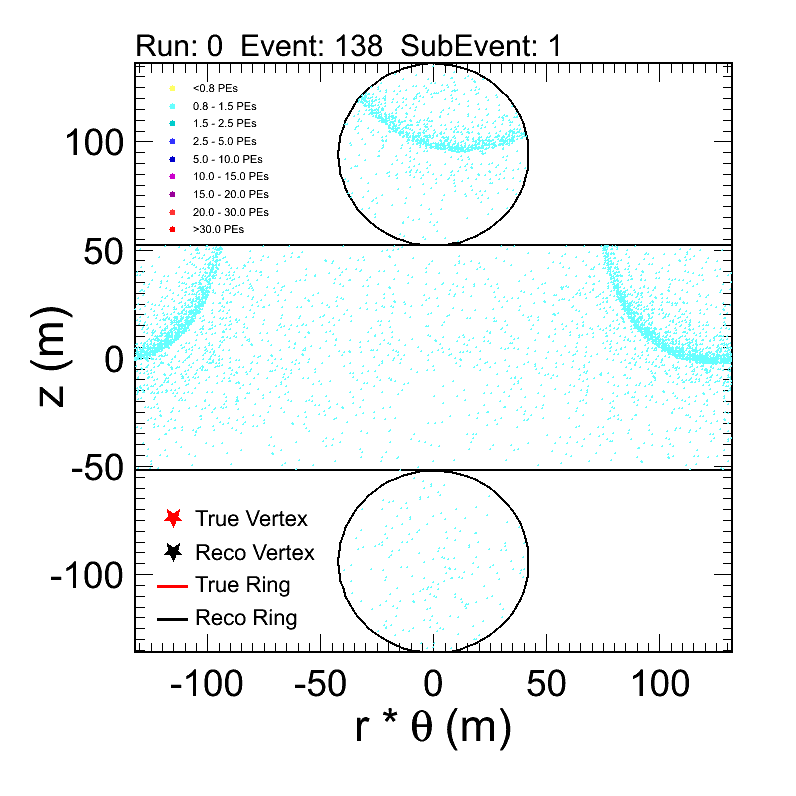 Run: 0  Event: 138  SubEvent: 1
<0.8 PEs
0.8 - 1.5 PEs
1.5 - 2.5 PEs
2.5 - 5.0 PEs
5.0 - 10.0 PEs
10.0 - 15.0 PEs
15.0 - 20.0 PEs
20.0 - 30.0 PEs
>30.0 PEs
100
50
0
-50
-100
z (m)
True Vertex
Reco Vertex
True Ring
Reco Ring
-100 -50 0 50 100
r * θ (m)